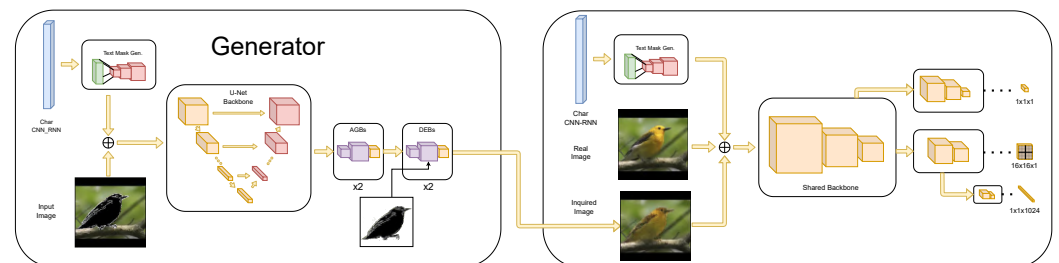 Generator
Text Mask Gen.
Char
CNN_RNN
U-Net
Backbone
AGBs
DEBs
x2
x2
Input
Image
Text Mask Gen.
Char
CNN-RNN
Real
Image
Inquired
Image
Shared Backbone
1x1x1
16x16x1
1x1x1024